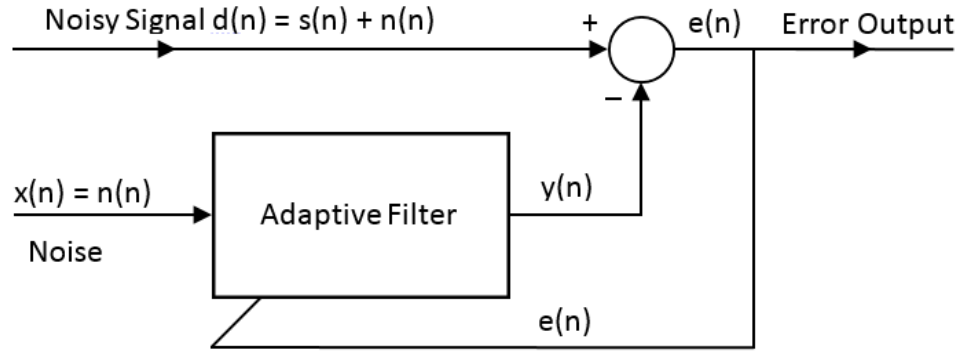 Noisy Signal d(n) = s(n) + n(n)
+
e(n)
Error Output
–
x(n) = n(n)
Noise
Adaptive Filter
y(n)
e(n)